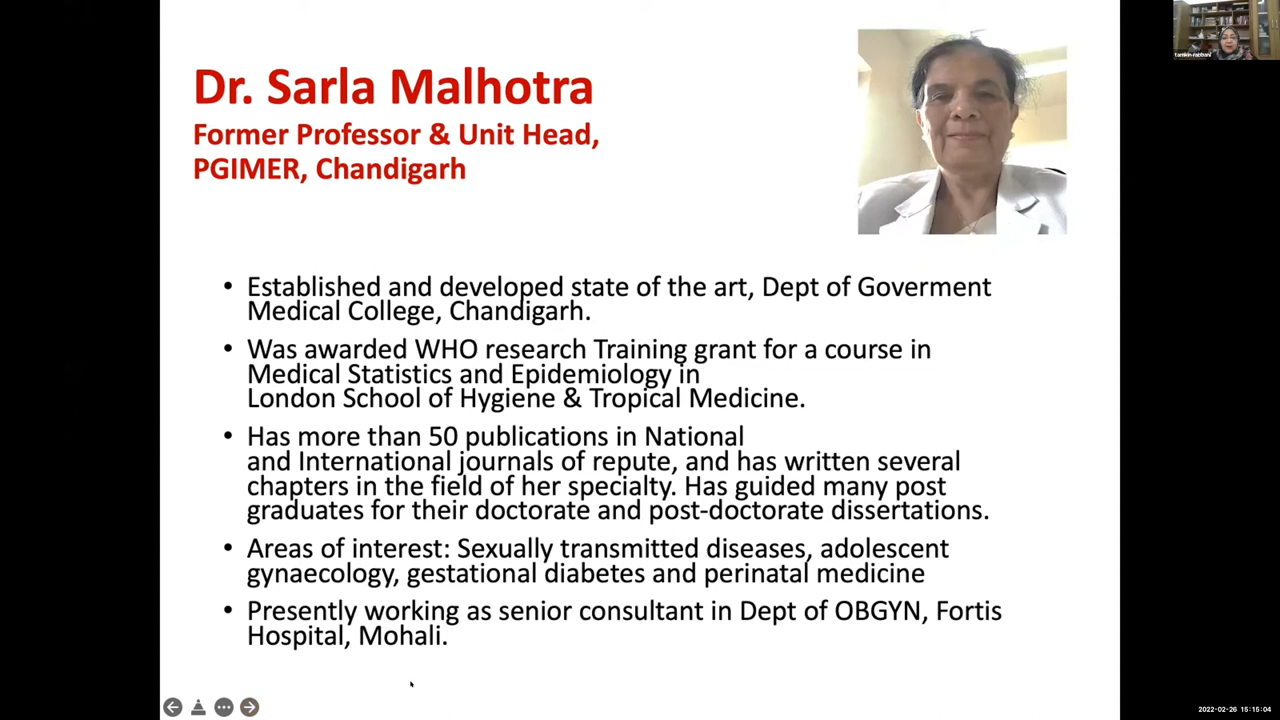 Dr. Sarla Malhotra
Former Professor & Unit Head,
PGIMER, Chandigarh
• Established and developed state of the art, Dept of Goverment
Medical College, Chandigarh.
• Was awarded WHO research Training grant for a course in
Medical Statistics and Epidemiology in
London School of Hygiene & Tropical Medicine.
• Has more than 50 publications in National
and International journals of repute, and has written several
chapters in the field of her specialty. Has guided many post
graduates for their doctorate and post-doctorate dissertations.
• Areas of interest: Sexually transmitted diseases, adolescent
gynaecology, gestational diabetes and perinatal medicine
• Presently working as senior consultant in Dept of OBGYN, Fortis
Hospital, Mohali.
tamkin rabbani
2022-02-26 15:15:04